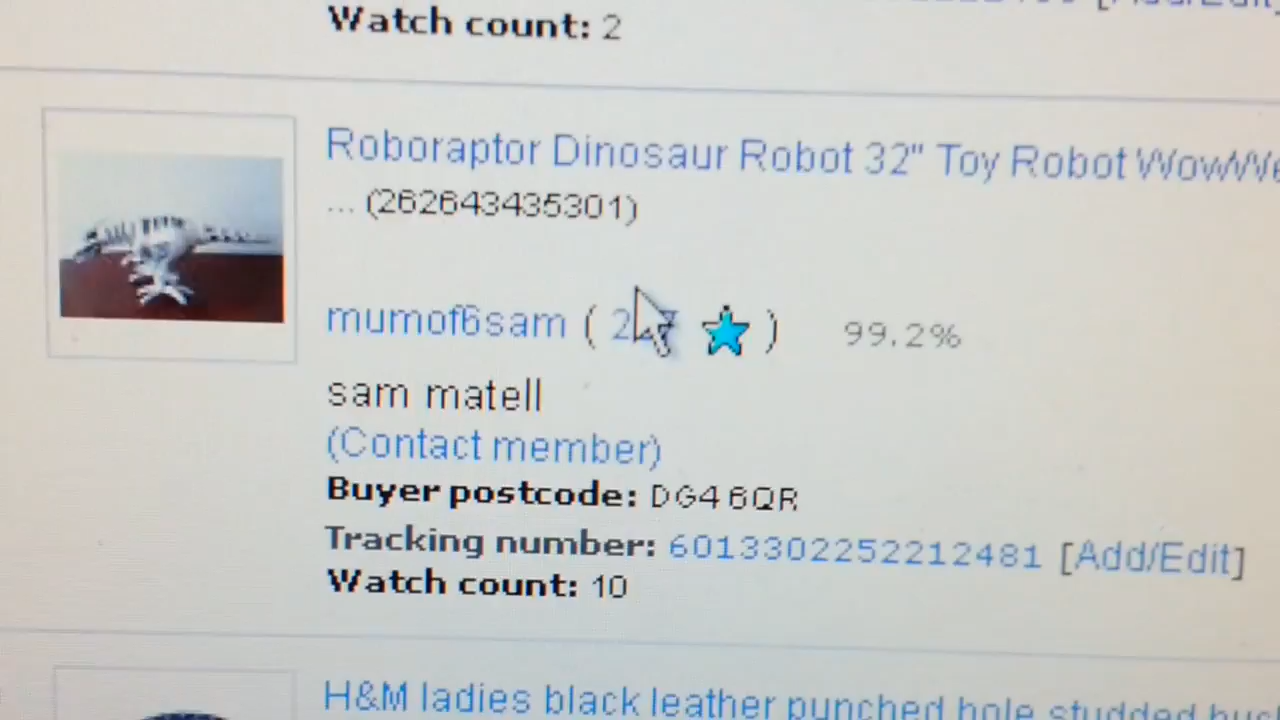 Watch count: 2
Roboraptor Dinosaur Robot 32" Toy Robot
... (262643435301)
mumof6sam ( ) 99.2%
sam matell
(Contact member)
Buyer postcode: DG4 6QR
Tracking number: 6013302252212481 [Add/Edit]
Watch count: 10
H&M ladies black leather punched hole studded